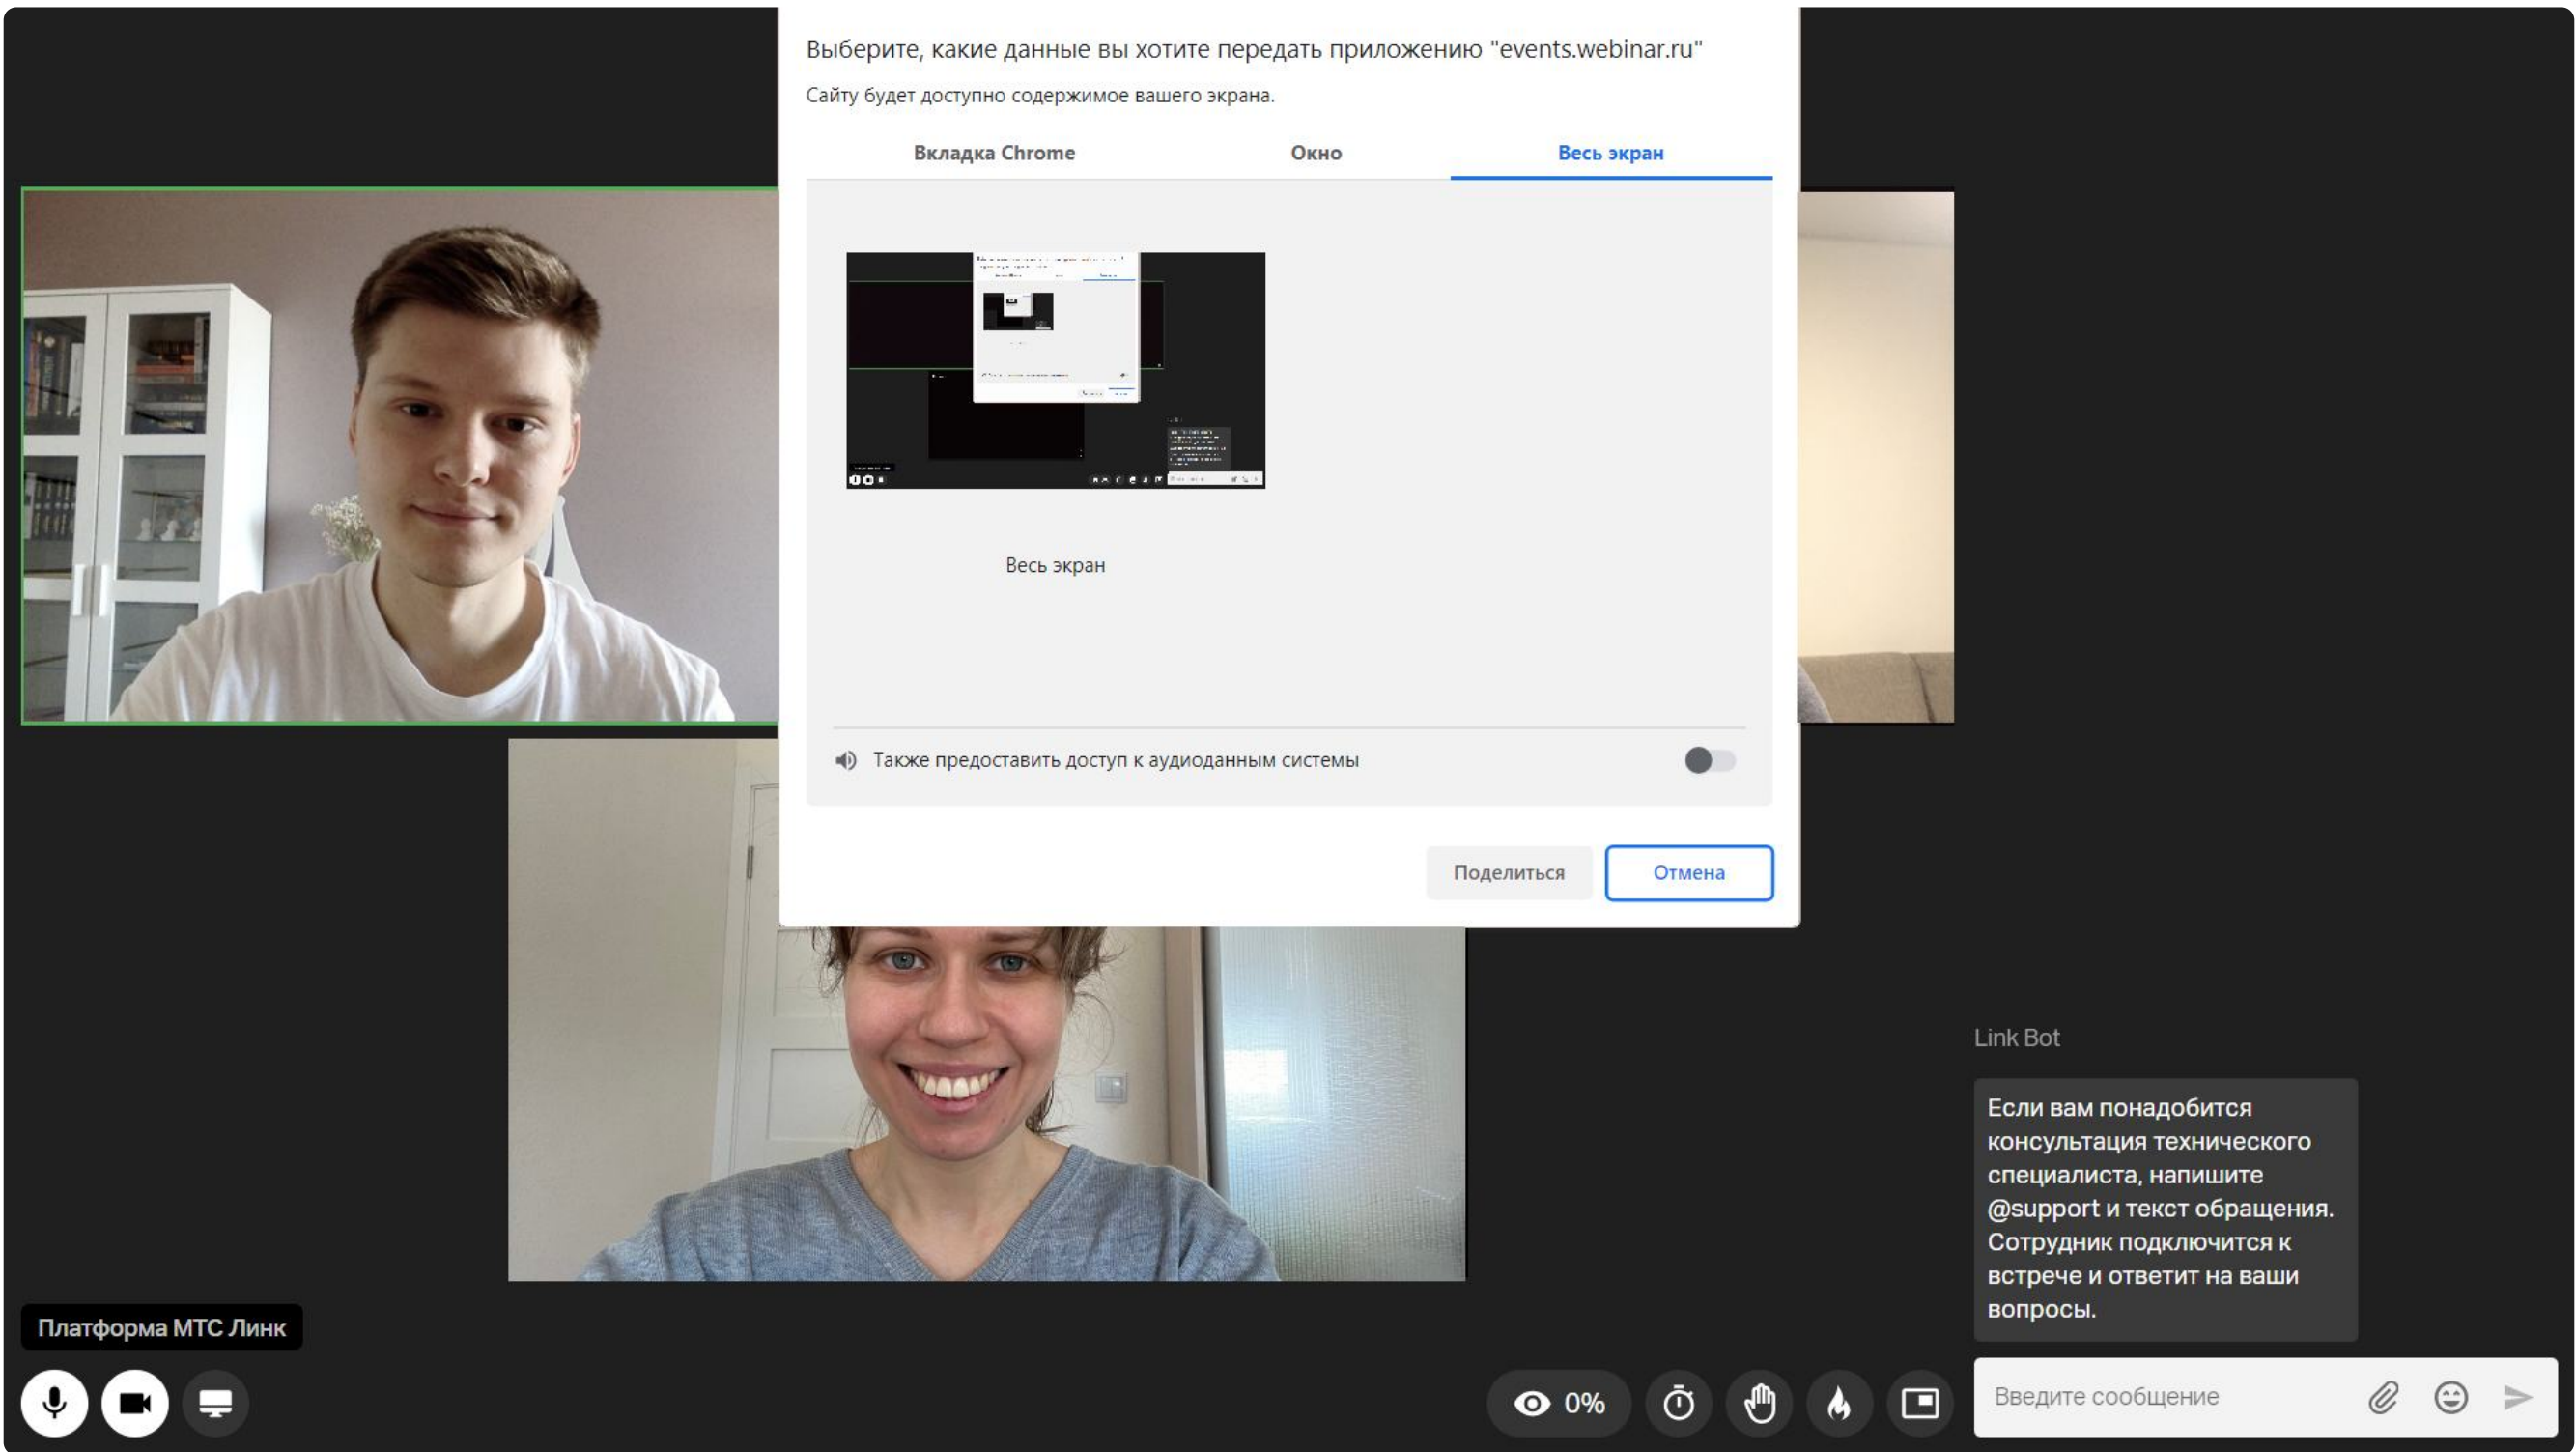 Выберите, какие данные вы хотите передать приложению "events.webinar.ru"
Сайту будет доступно содержимое вашего экрана.
Вкладка Chrome
Окно
Весь экран
Весь экран
Также предоставить доступ к аудиоданным системы
Поделиться
Отмена
Link Bot
Если вам понадобится
консультация технического
специалиста, напишите
@support и текст обращения.
Сотрудник подключится к
встрече и ответит на ваши
вопросы.
Платформа МТС Линк
0%
Введите сообщение